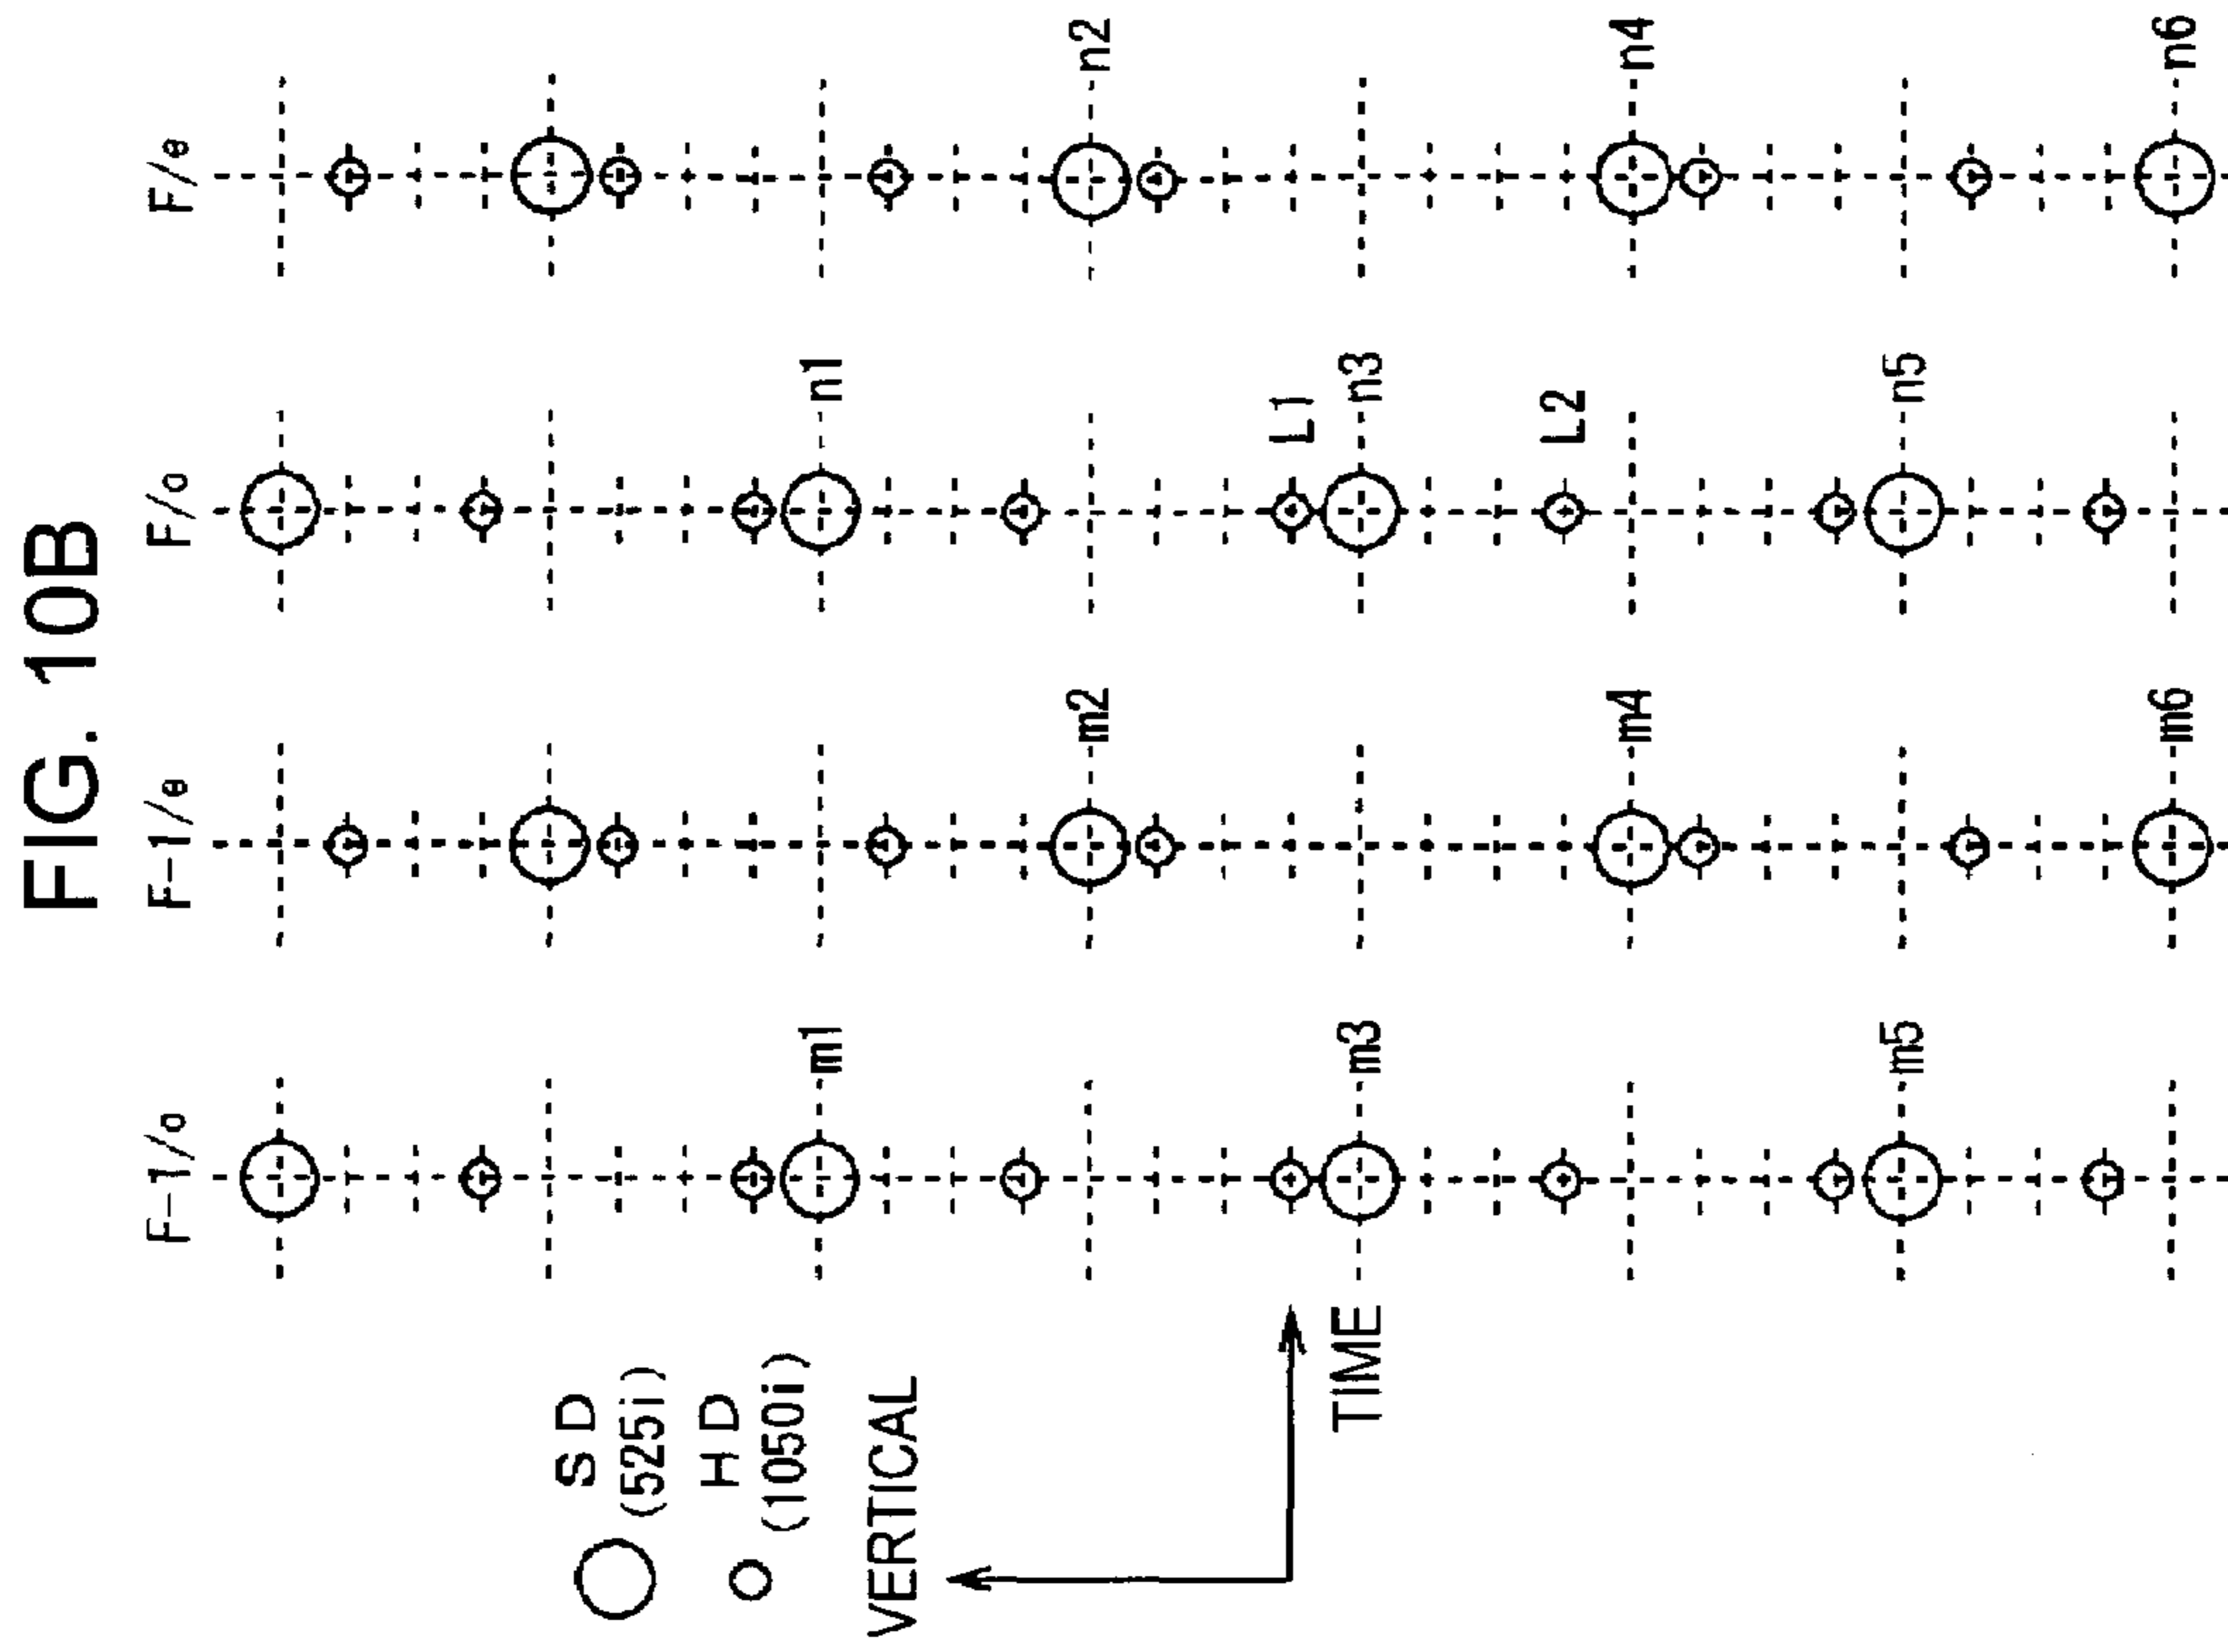 FIG. 10B
F-1/o F-1/e F/o F/e
SD
(525i)
HD
(1050i)
VERTICAL
TIME
m1 n1
m2 n2
L1
m3 n3
L2
m4 n4
m5 n5
m6 n6